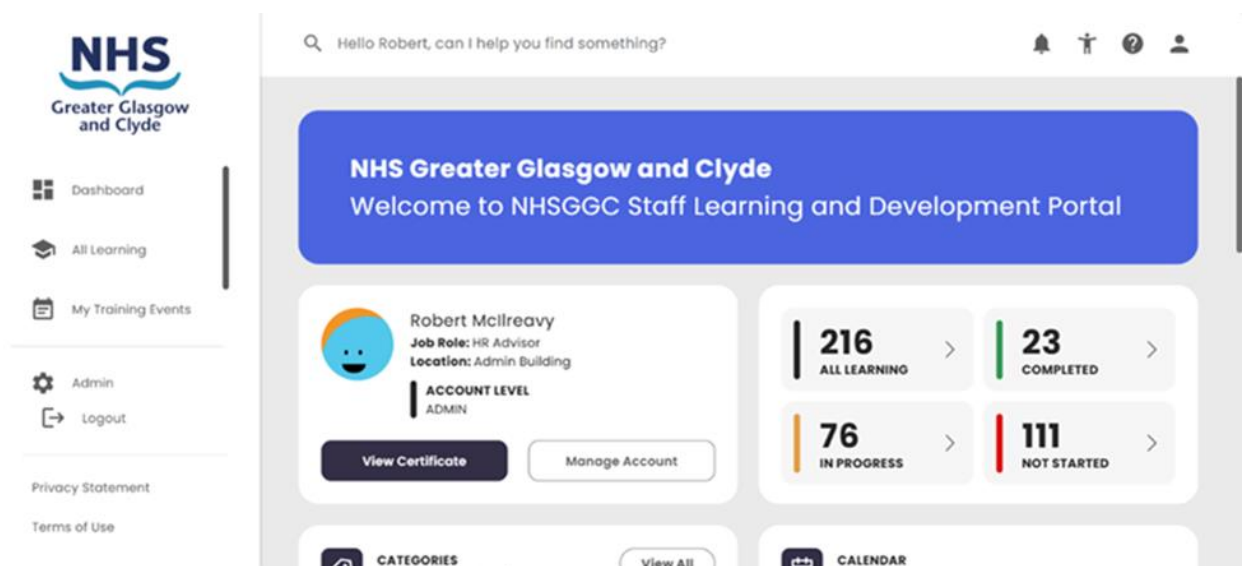 NHS
Greater Glasgow
and Clyde
Dashboard
All Learning
My Training Events
Admin
Logout
Privacy Statement
Terms of Use
Hello Robert, can I help you find something?
NHS Greater Glasgow and Clyde
Welcome to NHSGGC Staff Learning and Development Portal
Robert McIlreavy
Job Role: HR Advisor
Location: Admin Building
ACCOUNT LEVEL
ADMIN
View Certificate
Manage Account
216
ALL LEARNING
23
COMPLETED
76
IN PROGRESS
111
NOT STARTED
CATEGORIES
View All
CALENDAR